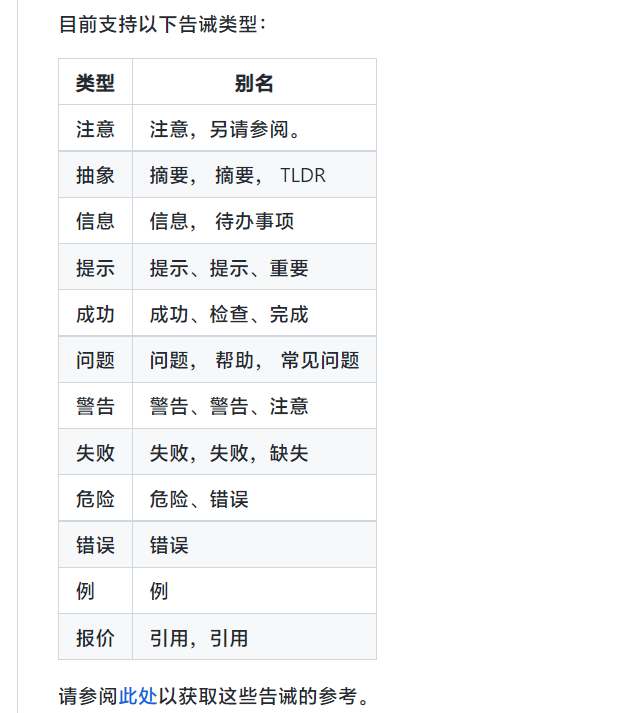 目前支持以下告诫类型：
类型 别名
注意 注意，另请参阅。
抽象 摘要， 摘要， TLDR
信息 信息， 待办事项
提示 提示、提示、重要
成功 成功、检查、完成
问题 问题， 帮助， 常见问题
警告 警告、警告、注意
失败 失败，失败，缺失
危险 危险、错误
错误 错误
例 例
报价 引用，引用
请参阅此处以获取这些告诫的参考。